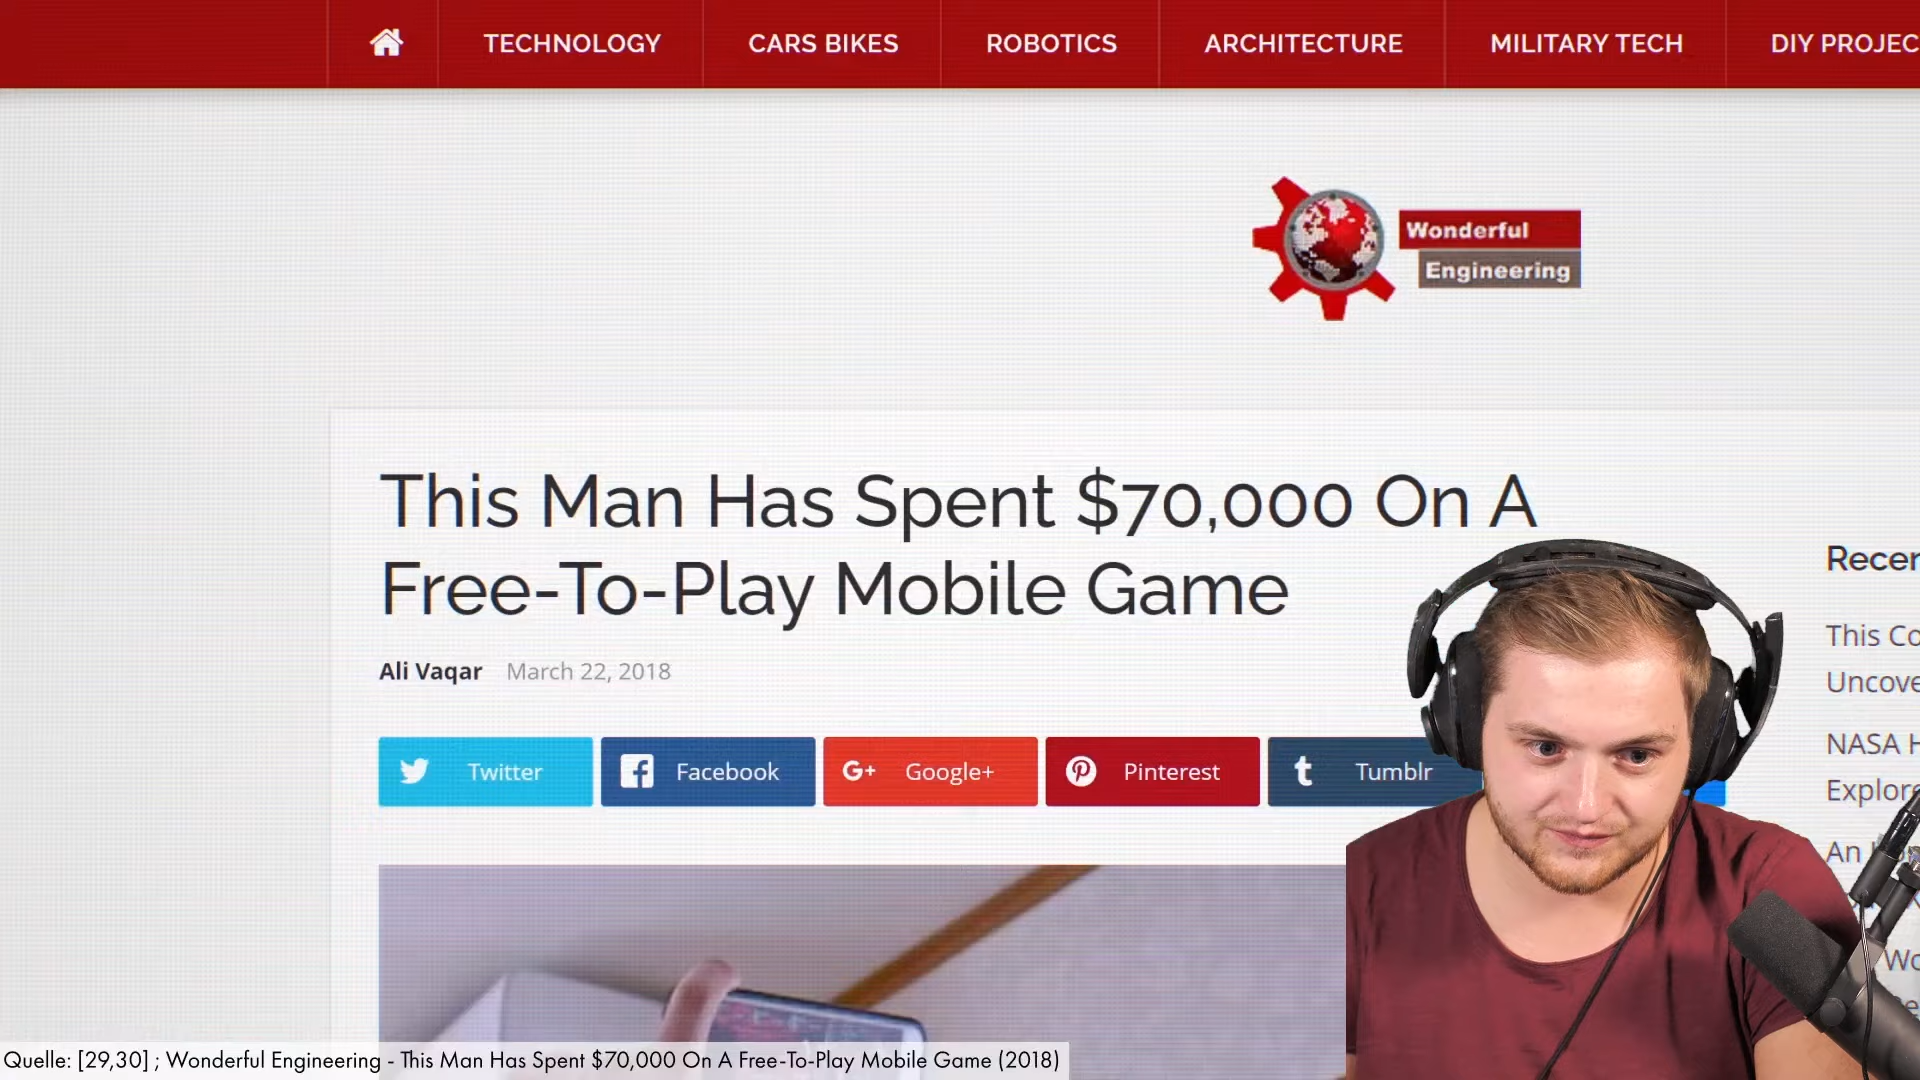 TECHNOLOGY CARS BIKES ROBOTICS ARCHITECTURE MILITARY TECH DIY PROJEC
Wonderful
Engineering
This Man Has Spent $70,000 On A
Free-To-Play Mobile Game
Ali Vaqar March 22, 2018
Twitter Facebook G+ Google+ Pinterest Tumblr
Recen
This Co
Uncove
NASA H
Explore
An
Wo
Quelle: [29,30] ; Wonderful Engineering - This Man Has Spent $70,000 On A Free-To-Play Mobile Game (2018)